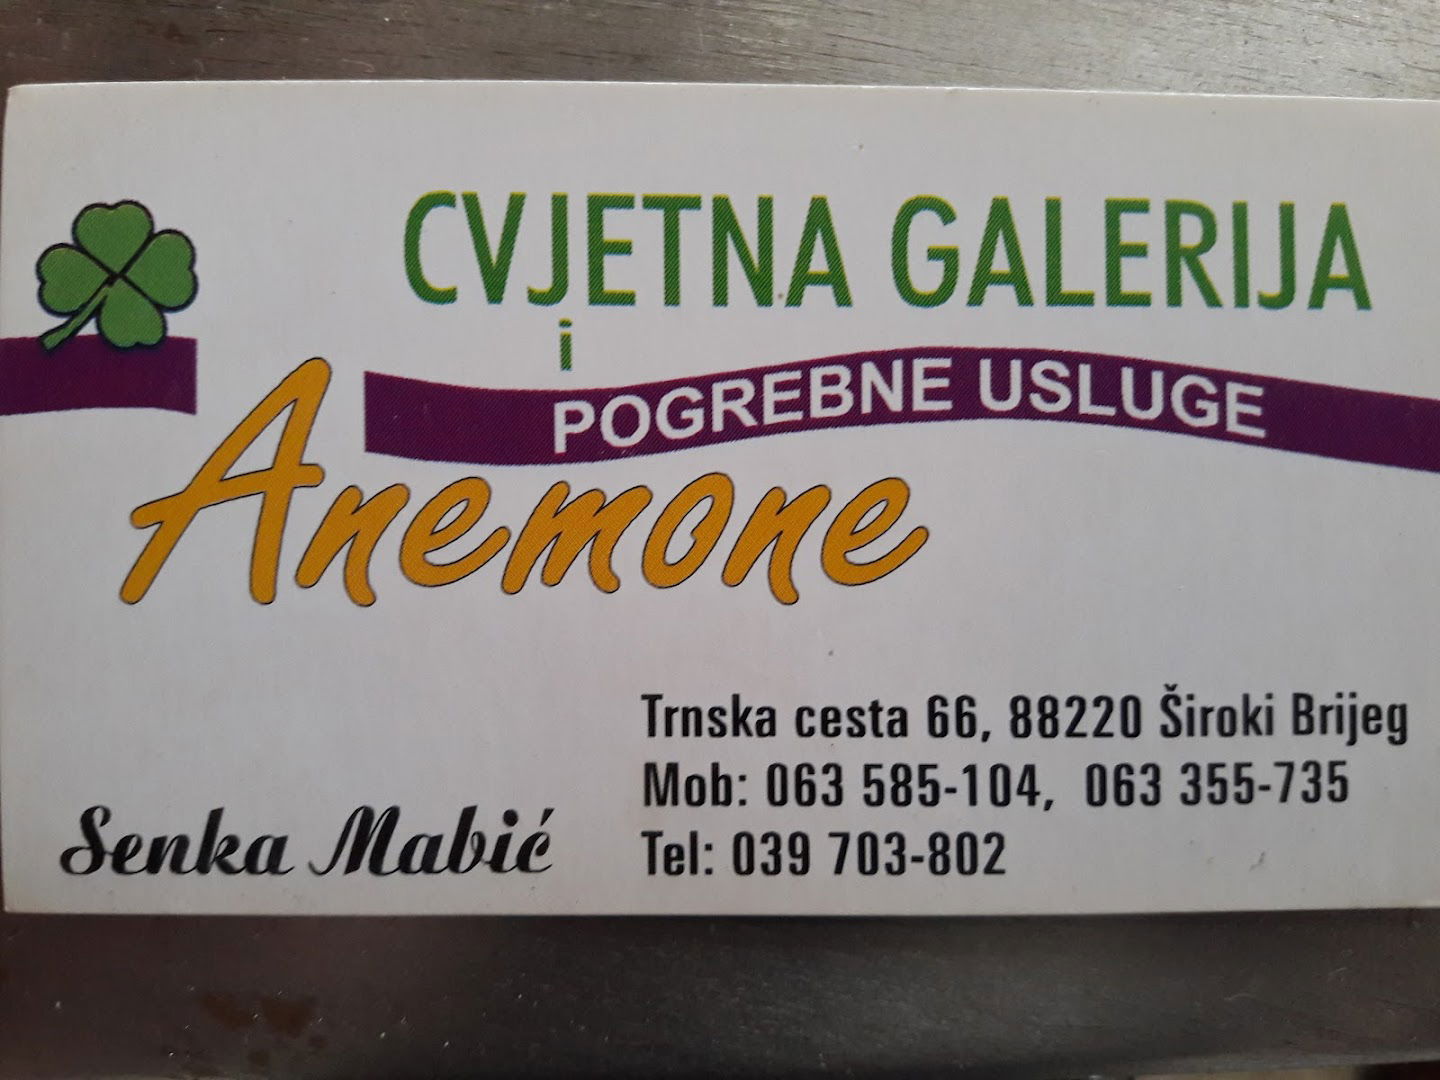 CVJETNA GALERIJA
i
POGREBNE USLUGE
Anemone
Trnska cesta 66, 88220 Široki Brijeg
Mob: 063 585-104, 063 355-735
Tel: 039 703-802
Senka Mabić